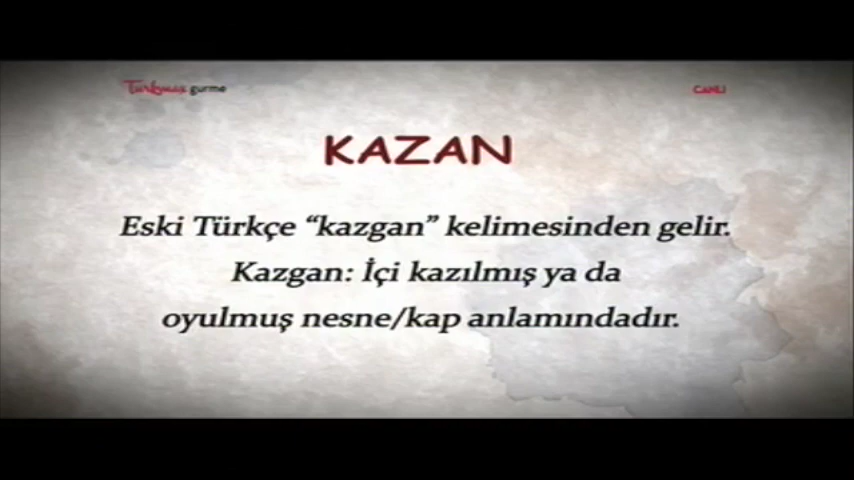 Türkmax gurme
CANLI
KAZAN
Eski Türkçe “kazgan” kelimesinden gelir.
Kazgan: İçi kazılmış ya da
oyulmuş nesne/kap anlamındadır.